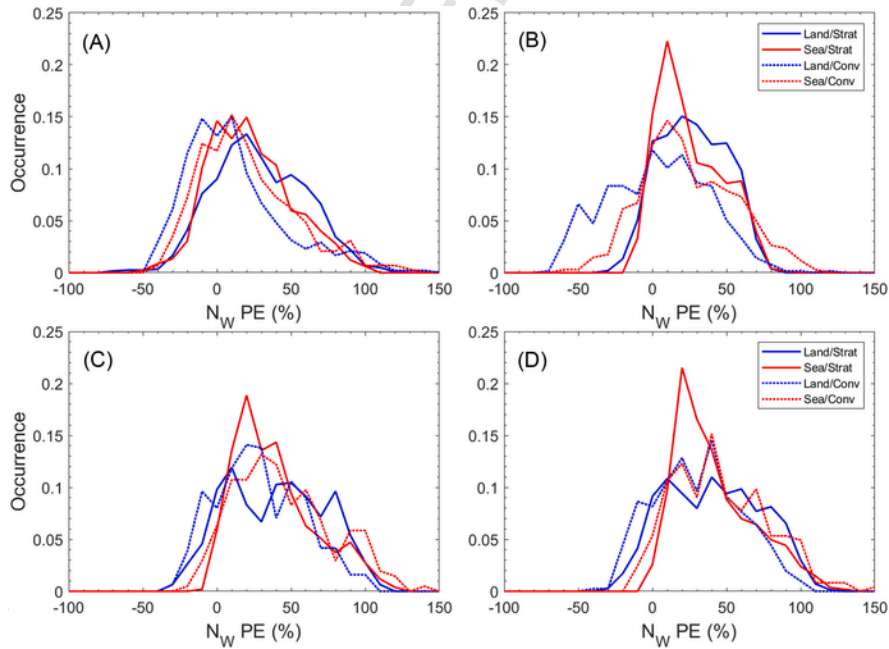 (A)
0.25
0.2
0.15
0.1
0.05
0
Occurrence
-100 -50 0 50 100 150
N_W PE (%)
(B)
Land/Strat
Sea/Strat
Land/Conv
Sea/Conv
0.25
0.2
0.15
0.1
0.05
0
-100 -50 0 50 100 150
N_W PE (%)
(C)
0.25
0.2
0.15
0.1
0.05
0
Occurrence
-100 -50 0 50 100 150
N_W PE (%)
(D)
Land/Strat
Sea/Strat
Land/Conv
Sea/Conv
0.25
0.2
0.15
0.1
0.05
0
-100 -50 0 50 100 150
N_W PE (%)